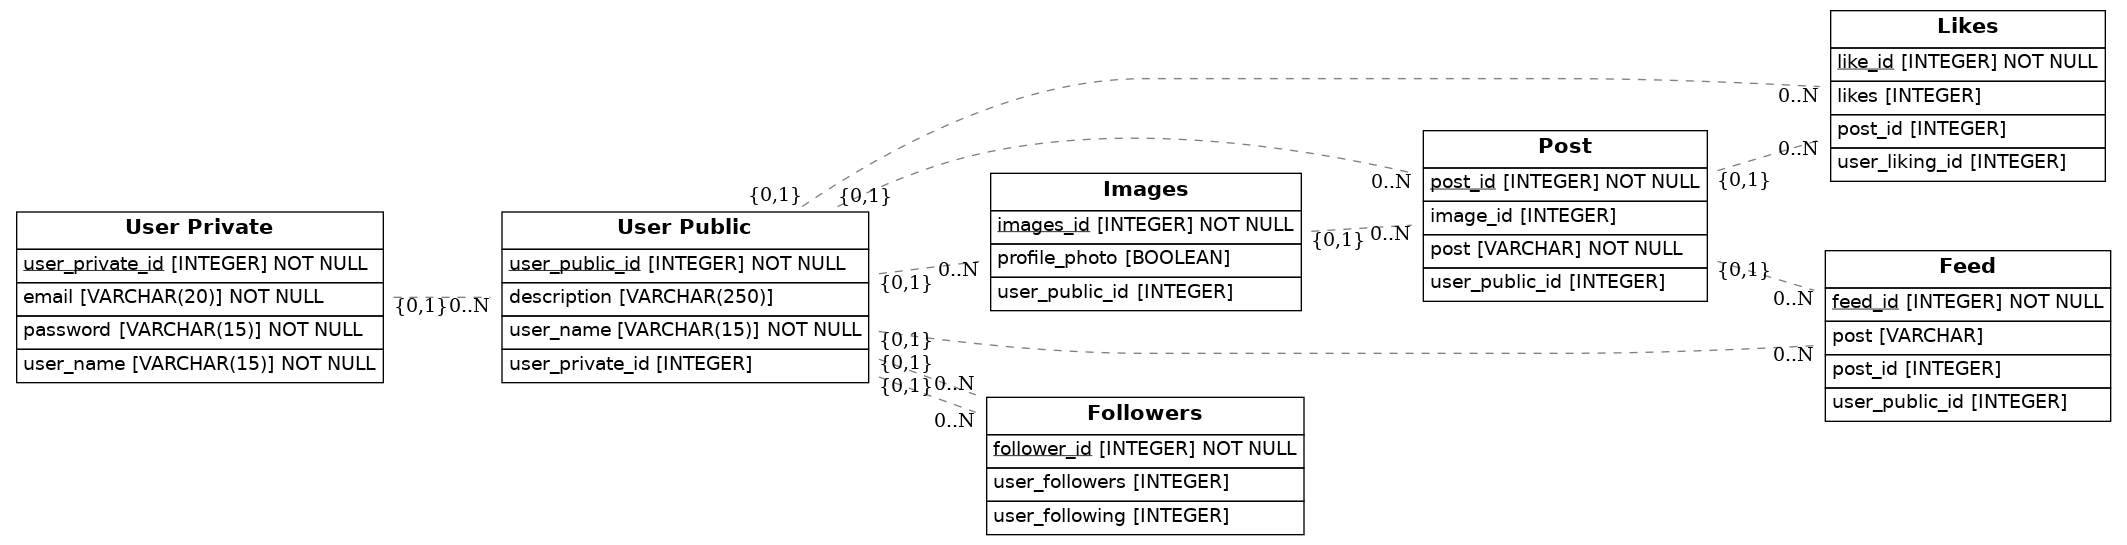 User Private
user_private_id [INTEGER] NOT NULL
email [VARCHAR(20)] NOT NULL
password [VARCHAR(15)] NOT NULL
user_name [VARCHAR(15)] NOT NULL
{0,1}
0..N
User Public
user_public_id [INTEGER] NOT NULL
description [VARCHAR(250)]
user_name [VARCHAR(15)] NOT NULL
user_private_id [INTEGER]
{0,1}
{0,1}
{0,1}
0..N
{0,1}
{0,1}
0..N
{0,1}
0..N
Images
images_id [INTEGER] NOT NULL
profile_photo [BOOLEAN]
user_public_id [INTEGER]
{0,1}
0..N
0..N
Followers
follower_id [INTEGER] NOT NULL
user_followers [INTEGER]
user_following [INTEGER]
Post
post_id [INTEGER] NOT NULL
image_id [INTEGER]
post [VARCHAR] NOT NULL
user_public_id [INTEGER]
{0,1}
0..N
0..N
{0,1}
0..N
0..N
Likes
like_id [INTEGER] NOT NULL
likes [INTEGER]
post_id [INTEGER]
user_liking_id [INTEGER]
Feed
feed_id [INTEGER] NOT NULL
post [VARCHAR]
post_id [INTEGER]
user_public_id [INTEGER]